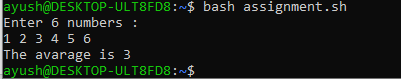 ayush@DESKTOP-ULT8FD8:~$ bash assignment.sh
Enter 6 numbers :
1 2 3 4 5 6
The avarage is 3
ayush@DESKTOP-ULT8FD8:~$